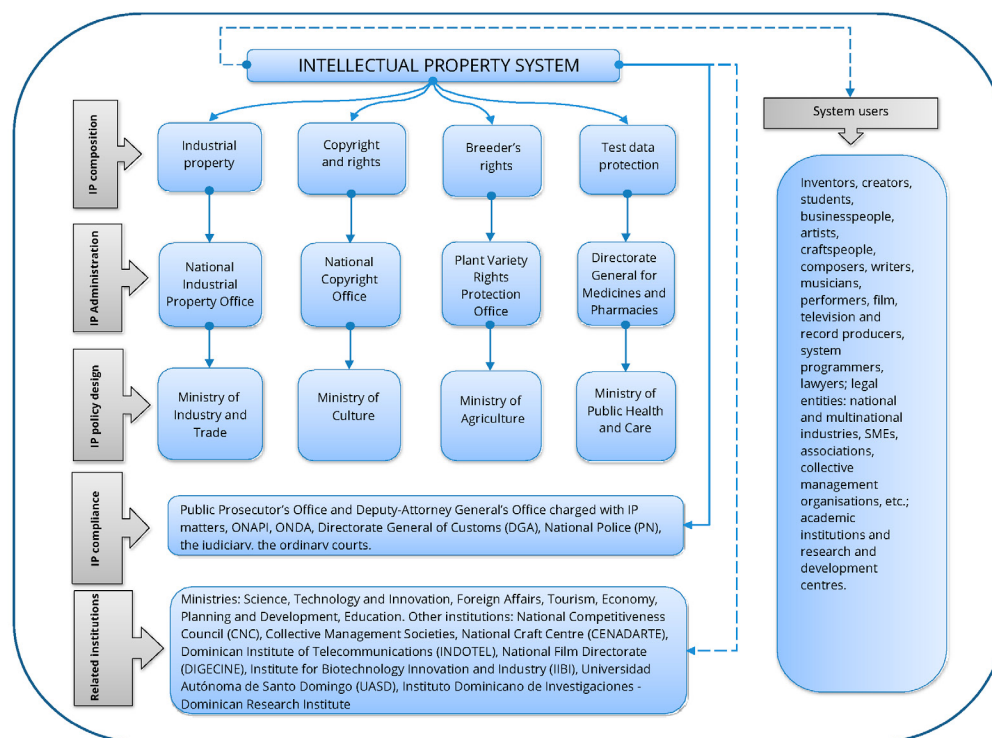 INTELLECTUAL PROPERTY SYSTEM
System users
IP composition
Industrial
property
Copyright
and rights
Breeder's
rights
Test data
protection
IP Administration
National
Industrial
Property Office
National
Copyright
Office
Plant Variety
Rights
Protection
Office
Directorate
General for
Medicines and
Pharmacies
IP policy design
Ministry of
Industry and
Trade
Ministry of
Culture
Ministry of
Agriculture
Ministry of
Public Health
and Care
IP compliance
Public Prosecutor's Office and Deputy-Attorney General's Office charged with IP
matters, ONAPI, ONDA, Directorate General of Customs (DGA), National Police (PN),
the judiciary, the ordinary courts.
Related institutions
Ministries: Science, Technology and Innovation, Foreign Affairs, Tourism, Economy,
Planning and Development, Education. Other institutions: National Competitiveness
Council (CNC), Collective Management Societies, National Craft Centre (CENADARTE),
Dominican Institute of Telecommunications (INDOTEL), National Film Directorate
(DIGECINE), Institute for Biotechnology Innovation and Industry (IIBI), Universidad
Autónoma de Santo Domingo (UASD), Instituto Dominicano de Investigaciones -
Dominican Research Institute
Inventors, creators,
students,
businesspeople,
artists,
craftspeople,
composers, writers,
musicians,
performers, film,
television and
record producers,
system
programmers,
lawyers; legal
entities: national
and multinational
industries, SMEs,
associations,
collective
management
organisations, etc.;
academic
institutions and
research and
development
centres.